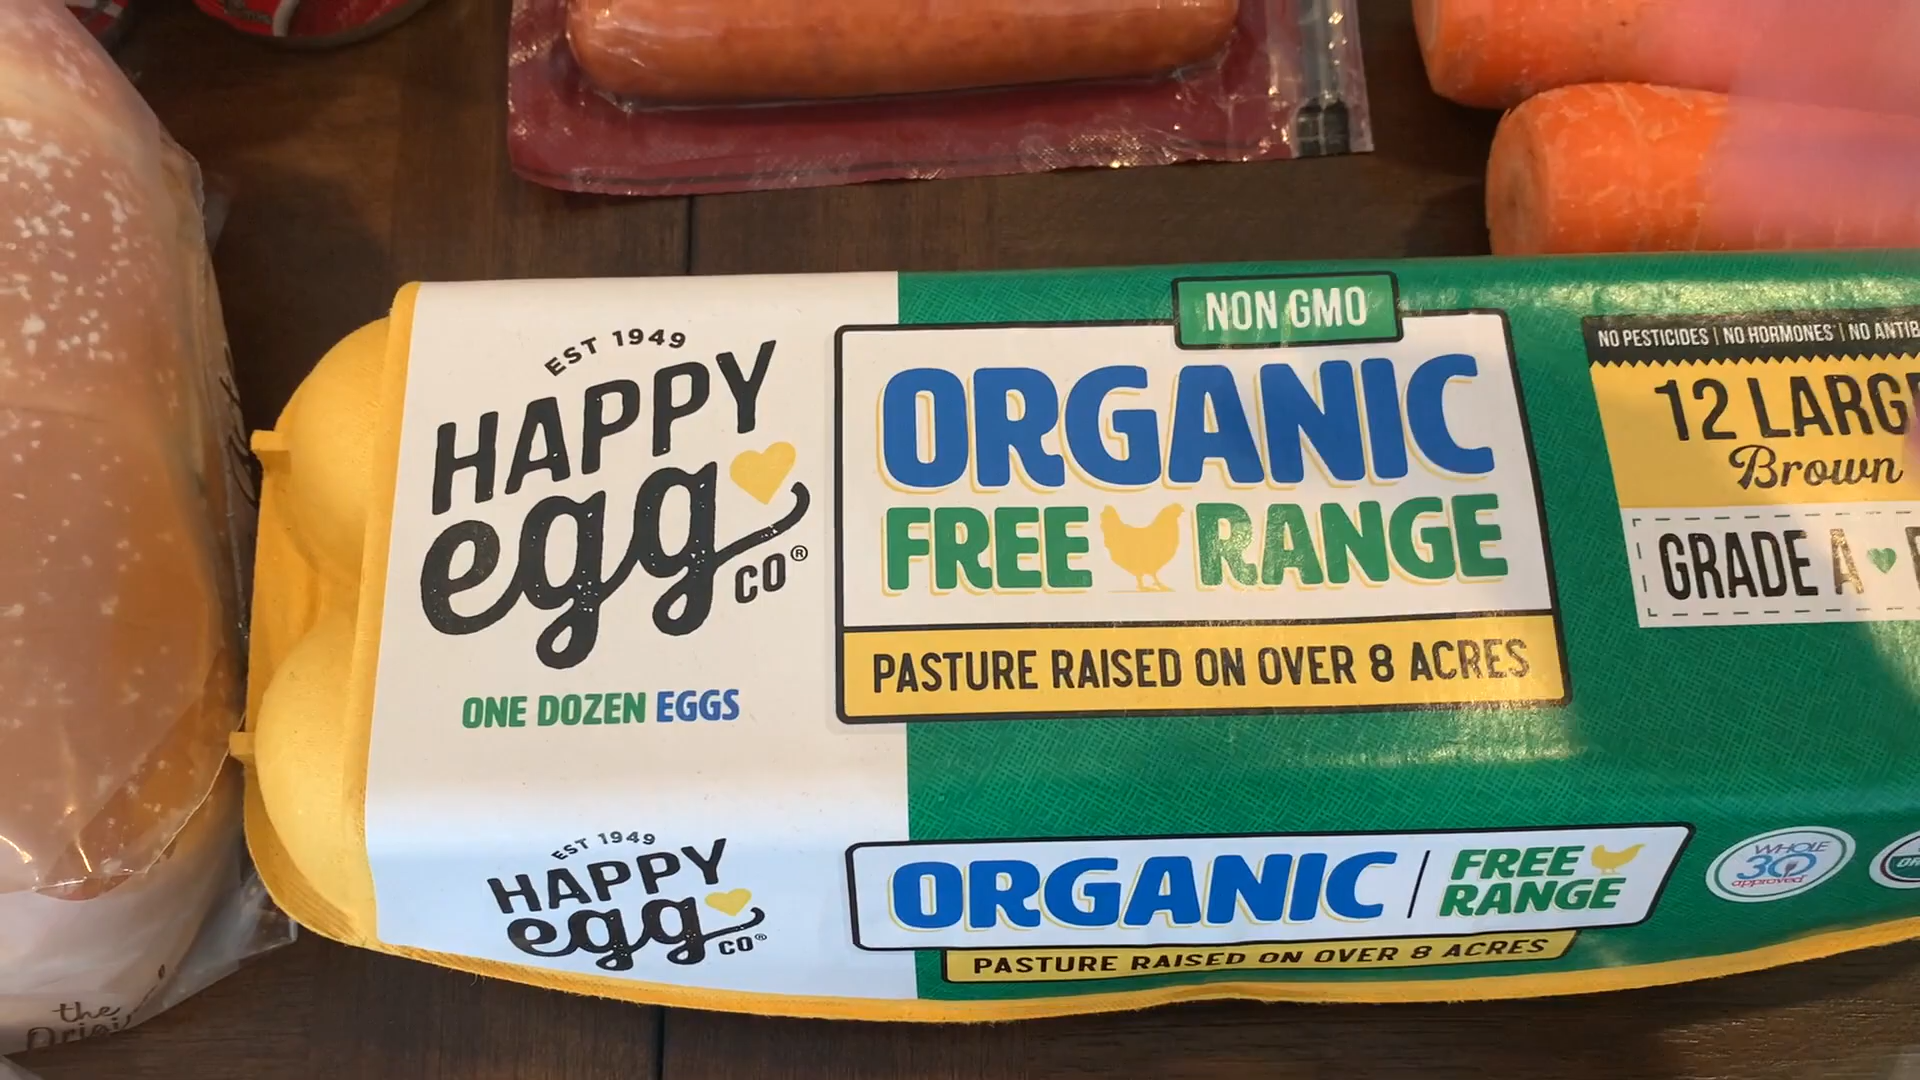 EST 1949
HAPPY
egg
CO®
ONE DOZEN EGGS
NON GMO
ORGANIC
FREE RANGE
PASTURE RAISED ON OVER 8 ACRES
NO PESTICIDES | NO HORMONES | NO
12
Brown
GRADE A
EST 1949
HAPPY
egg
CO®
ORGANIC
FREE
RANGE
PASTURE RAISED ON OVER 8 ACRES
WHOLE
30
approved
the